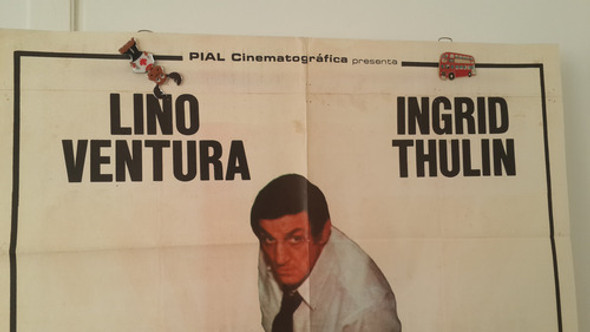 PIAL Cinematográfica presenta
LINO
VENTURA
INGRID
THULIN